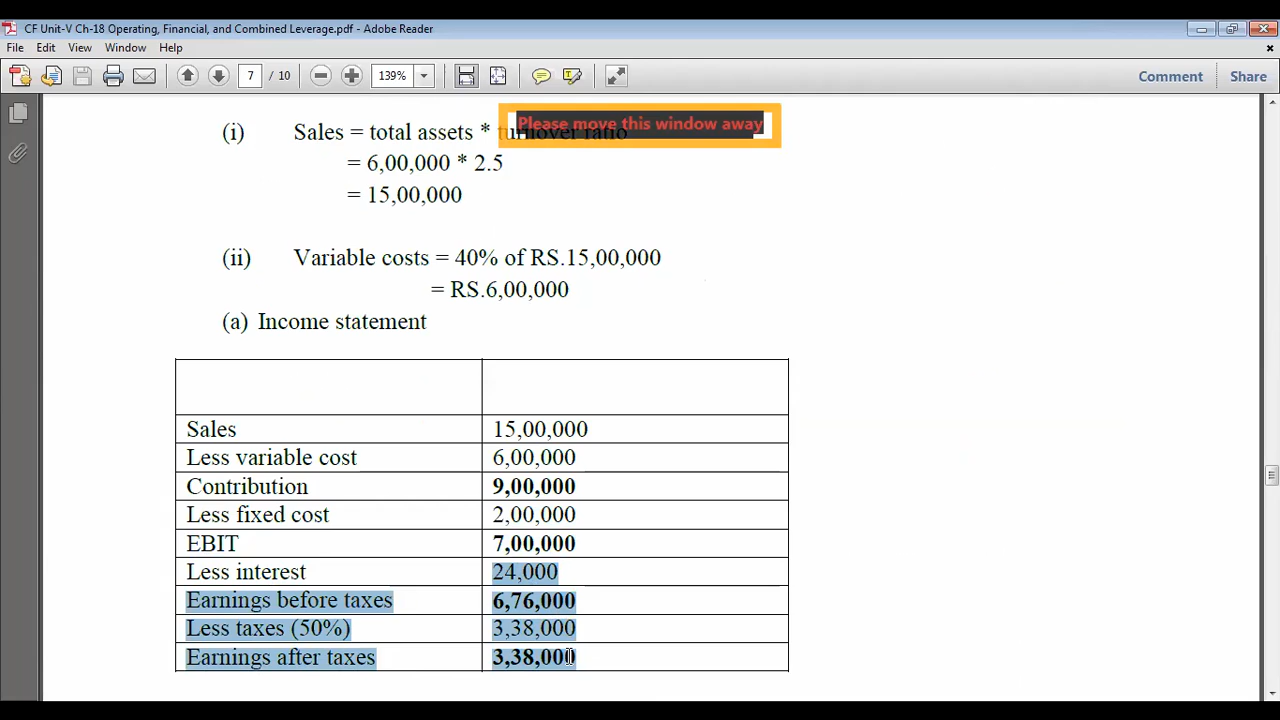 CF Unit-V Ch-18 Operating, Financial, and Combined Leverage.pdf - Adobe Reader
File Edit View Window Help
7 / 10 139% Comment Share
Please move this window away
(i) Sales = total assets * turnover ratio
= 6,00,000 * 2.5
= 15,00,000
(ii) Variable costs = 40% of RS.15,00,000
= RS.6,00,000
(a) Income statement
Sales 15,00,000
Less variable cost 6,00,000
Contribution 9,00,000
Less fixed cost 2,00,000
EBIT 7,00,000
Less interest 24,000
Earnings before taxes 6,76,000
Less taxes (50%) 3,38,000
Earnings after taxes 3,38,000